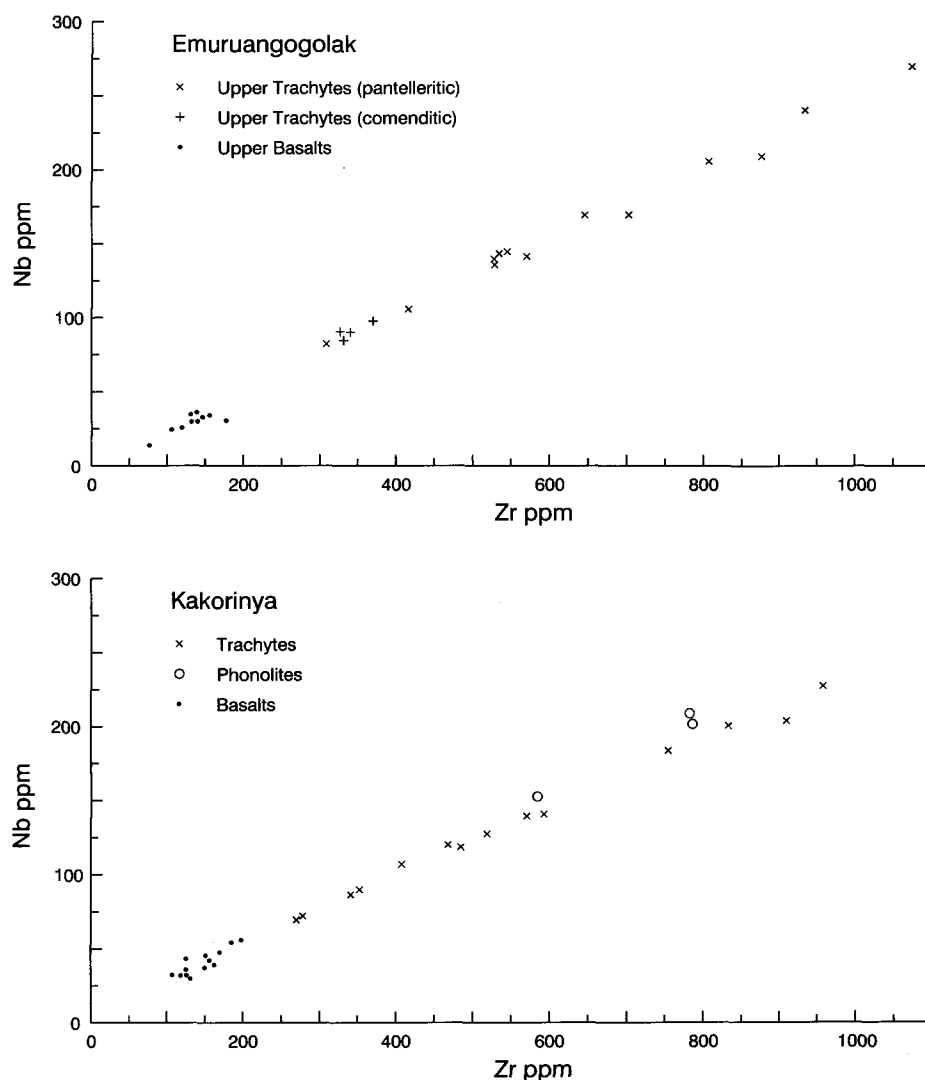 300
Emuruangogolak
× Upper Trachytes (pantelleritic)
+ Upper Trachytes (comenditic)
• Upper Basalts
200
Nb ppm
100
0
0 200 400 600 800 1000
Zr ppm
300
Kakorinya
× Trachytes
○ Phonolites
• Basalts
200
Nb ppm
100
0
0 200 400 600 800 1000
Zr ppm